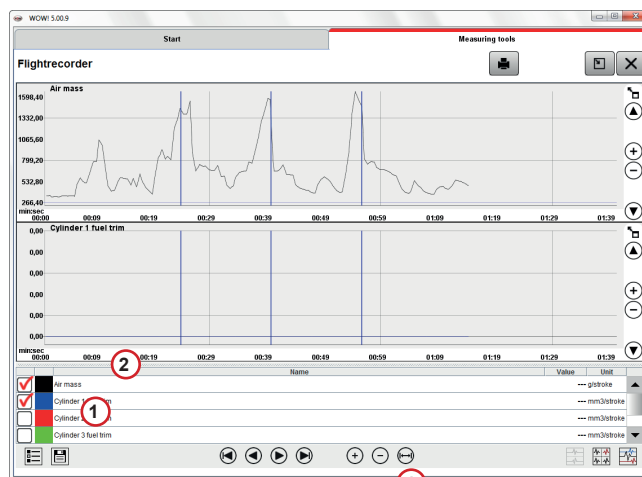 WOW! 5.00.9
Start Measuring tools
Flightrecorder
Air mass
1598,40
1332,00
1065,60
799,20
532,80
266,40
min:sec
00:00 00:09 00:19 00:29 00:39 00:49 00:59 01:09 01:19 01:29 01:39
Cylinder 1 fuel trim
0,00
0,00
0,00
0,00
0,00
0,00
min:sec
00:00 00:09 00:19 00:29 00:39 00:49 00:59 01:09 01:19 01:29 01:39
2
Name Value Unit
Air mass --- g/stroke
Cylinder 1 trim --- mm3/stroke
1
Cylinder trim --- mm3/stroke
Cylinder 3 fuel trim --- mm3/stroke